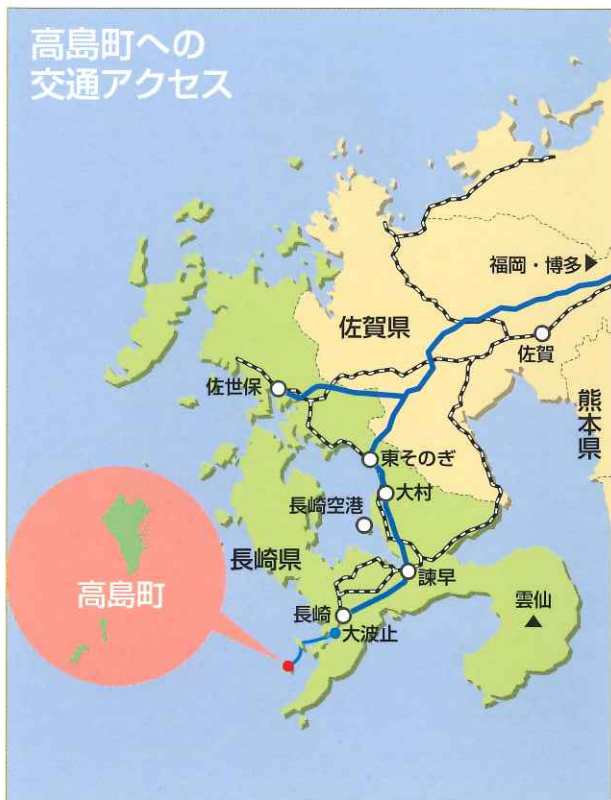 高島町への
交通アクセス
福岡・博多
佐賀県
佐賀
熊本県
佐世保
東そのぎ
大村
長崎空港
長崎県
諫早
高島町
長崎
大波止
雲仙